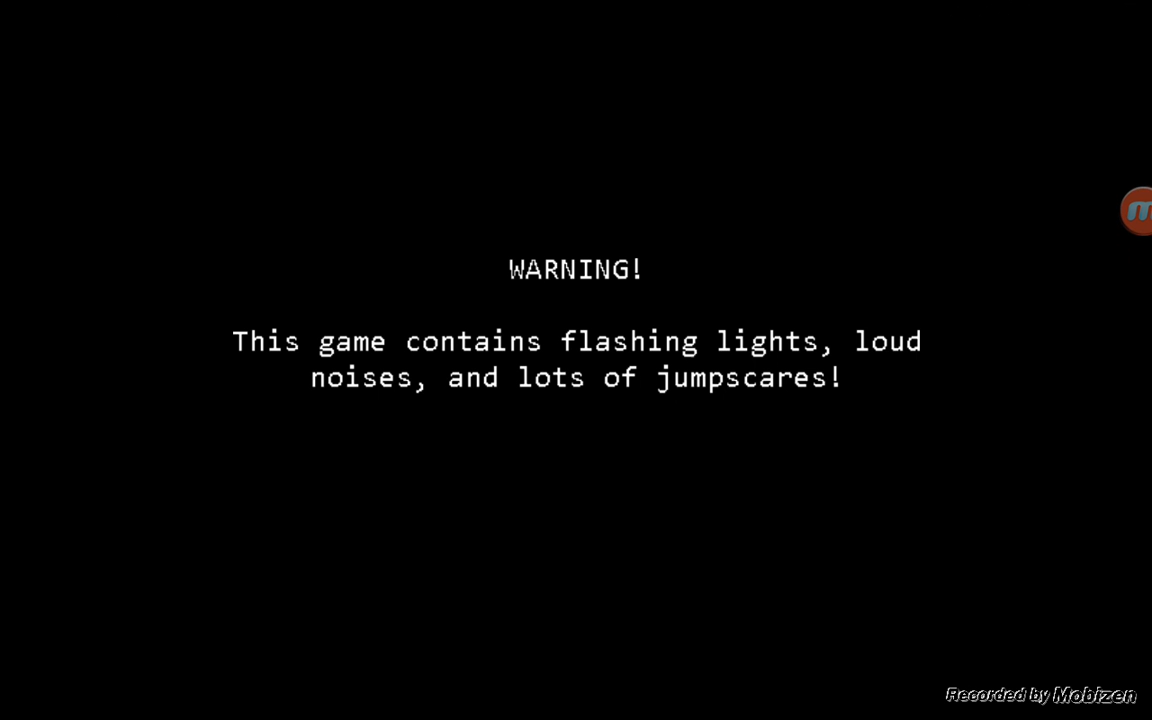 WARNING!
This game contains flashing lights, loud
noises, and lots of jumpscares!
Recorded by Mobizen